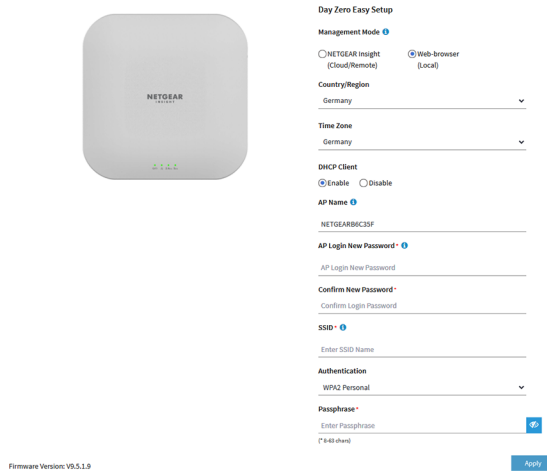 Day Zero Easy Setup
Management Mode
NETGEAR Insight
(Cloud/Remote)
Web-browser
(Local)
Country/Region
Germany
Time Zone
Germany
DHCP Client
Enable Disable
AP Name
NETGEARB6C35F
AP Login New Password*
AP Login New Password
Confirm New Password*
Confirm Login Password
SSID*
Enter SSID Name
Authentication
WPA2 Personal
Passphrase*
Enter Passphrase
(* 8-63 chars)
Apply
NETGEAR
INSIGHT
Firmware Version: V9.5.1.9